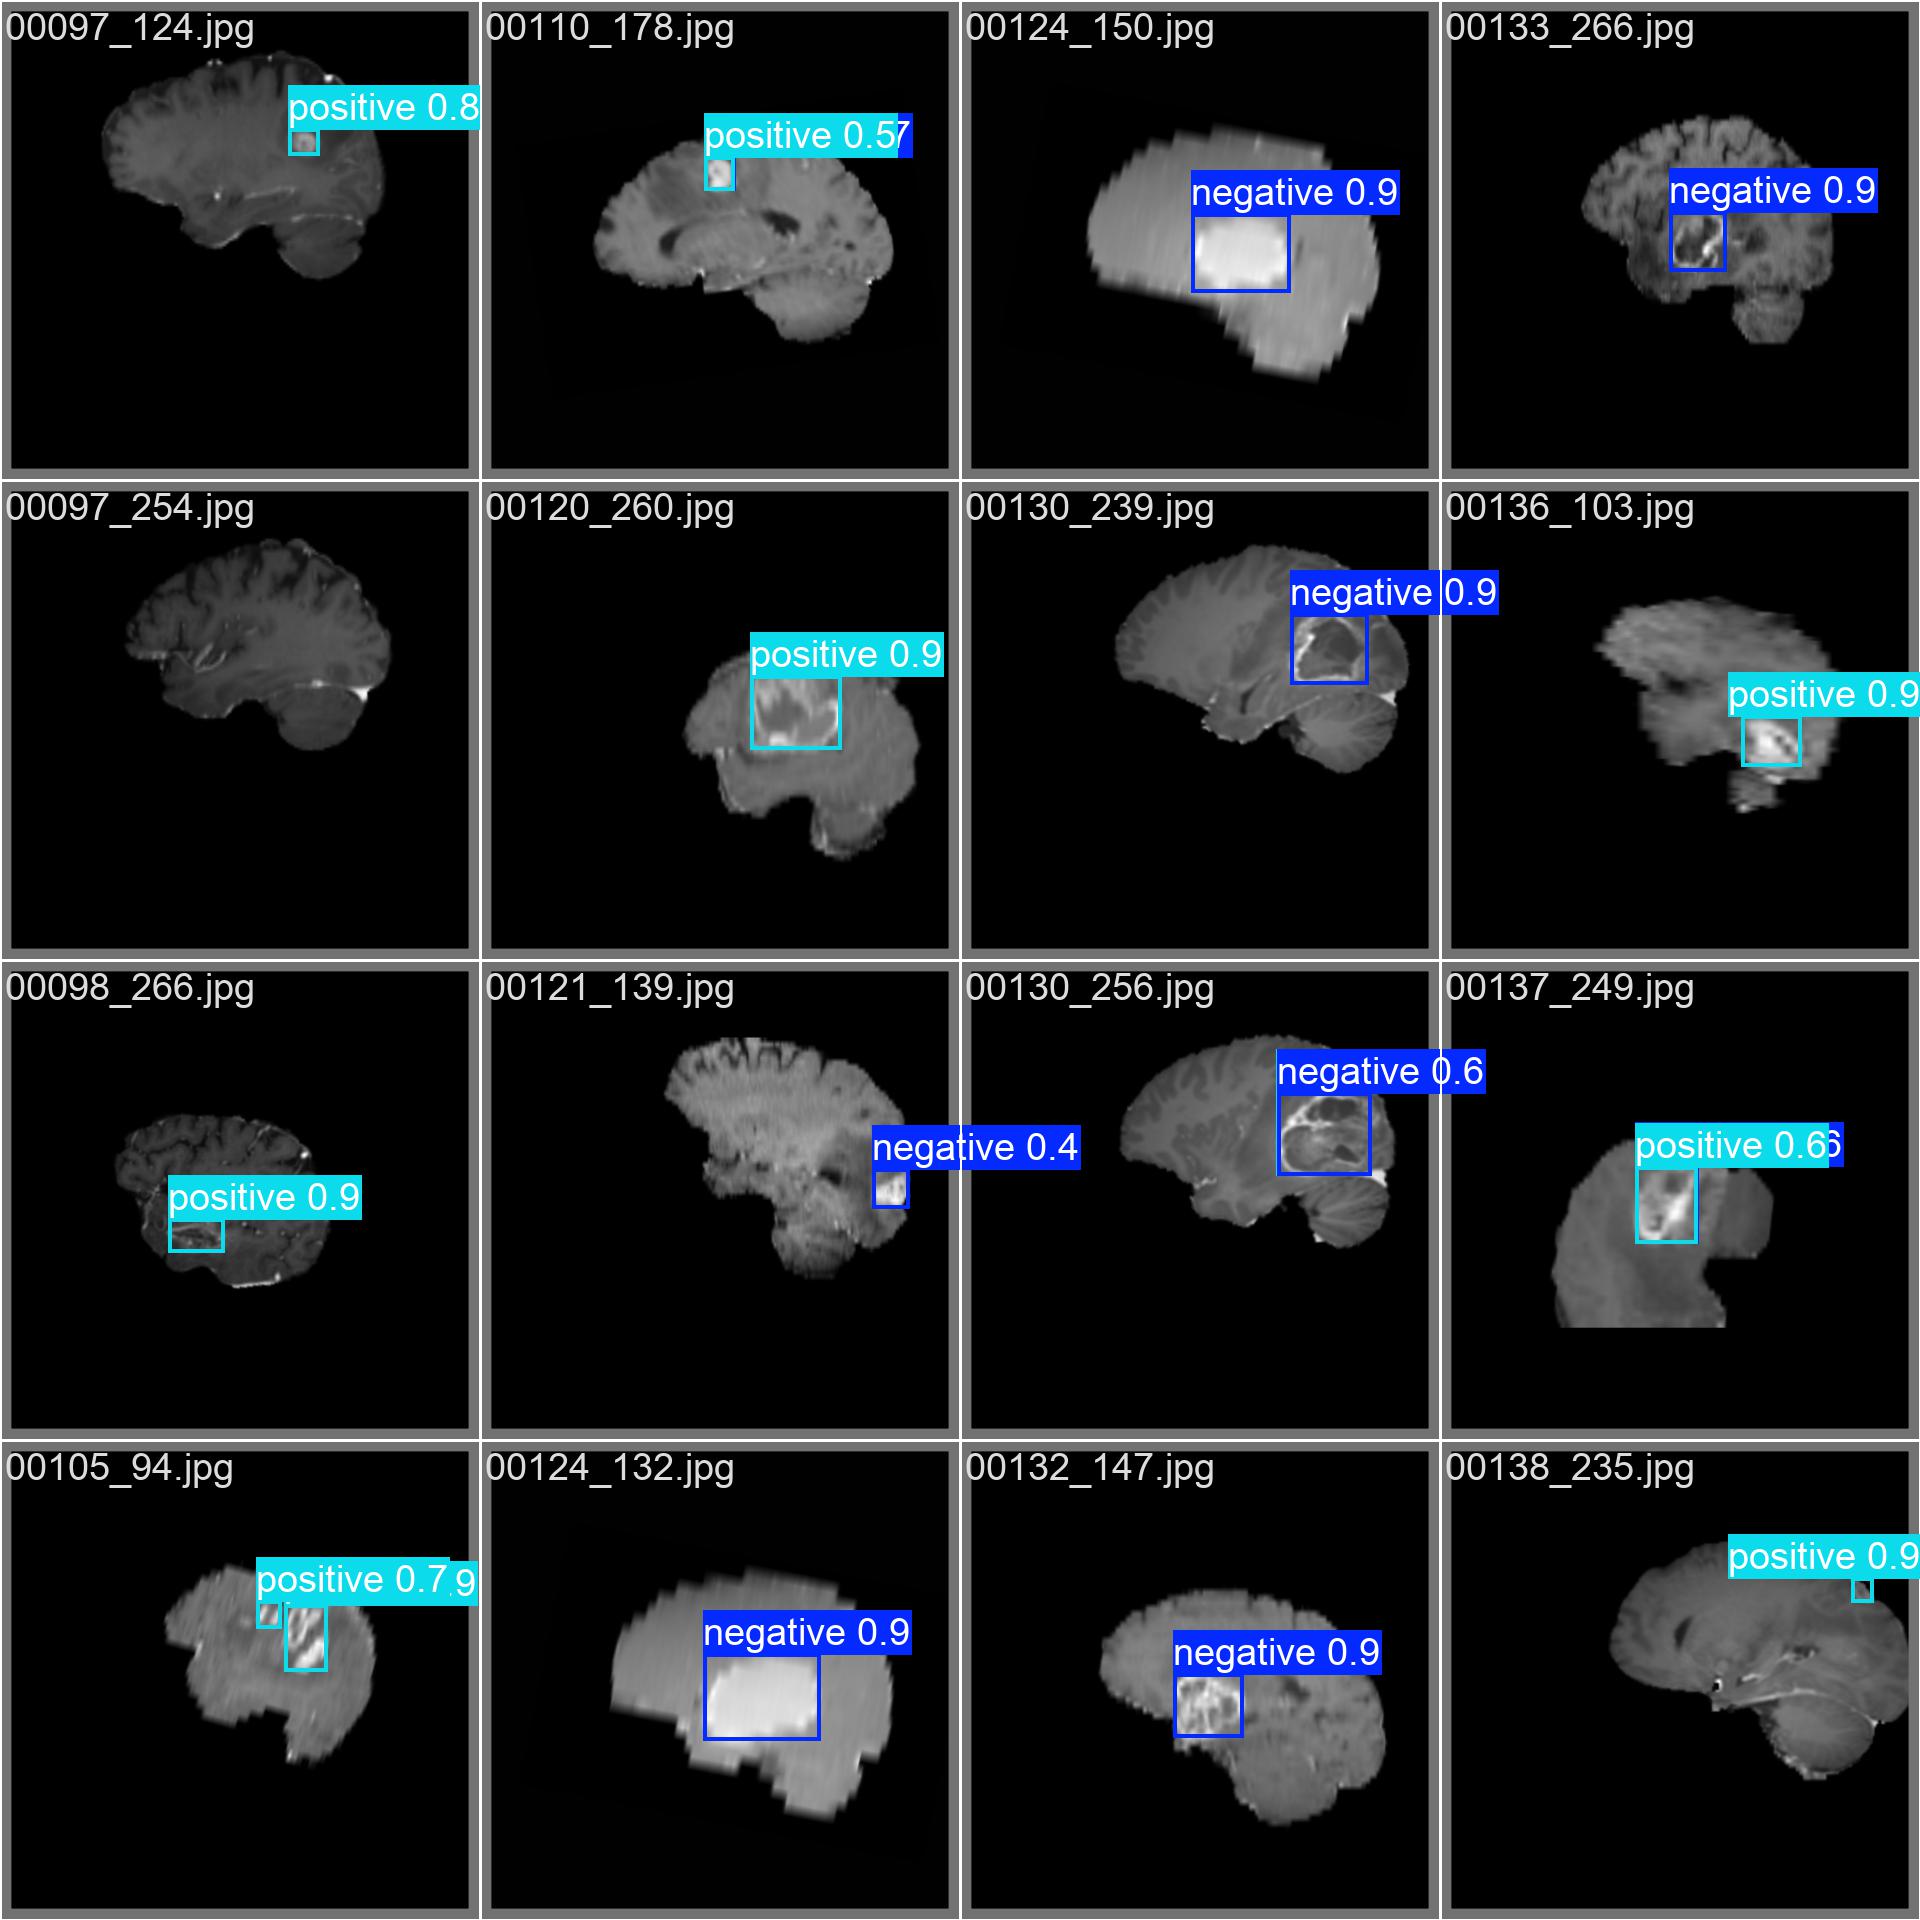 00097_124.jpg
positive 0.8
00110_178.jpg
positive 0.57
00124_150.jpg
negative 0.9
00133_266.jpg
negative 0.9
00097_254.jpg
00120_260.jpg
positive 0.9
00130_239.jpg
negative 0.9
00136_103.jpg
positive 0.9
00098_266.jpg
positive 0.9
00121_139.jpg
negative 0.4
00130_256.jpg
negative 0.6
00137_249.jpg
positive 0.66
00105_94.jpg
positive 0.7.9
00124_132.jpg
negative 0.9
00132_147.jpg
negative 0.9
00138_235.jpg
positive 0.9